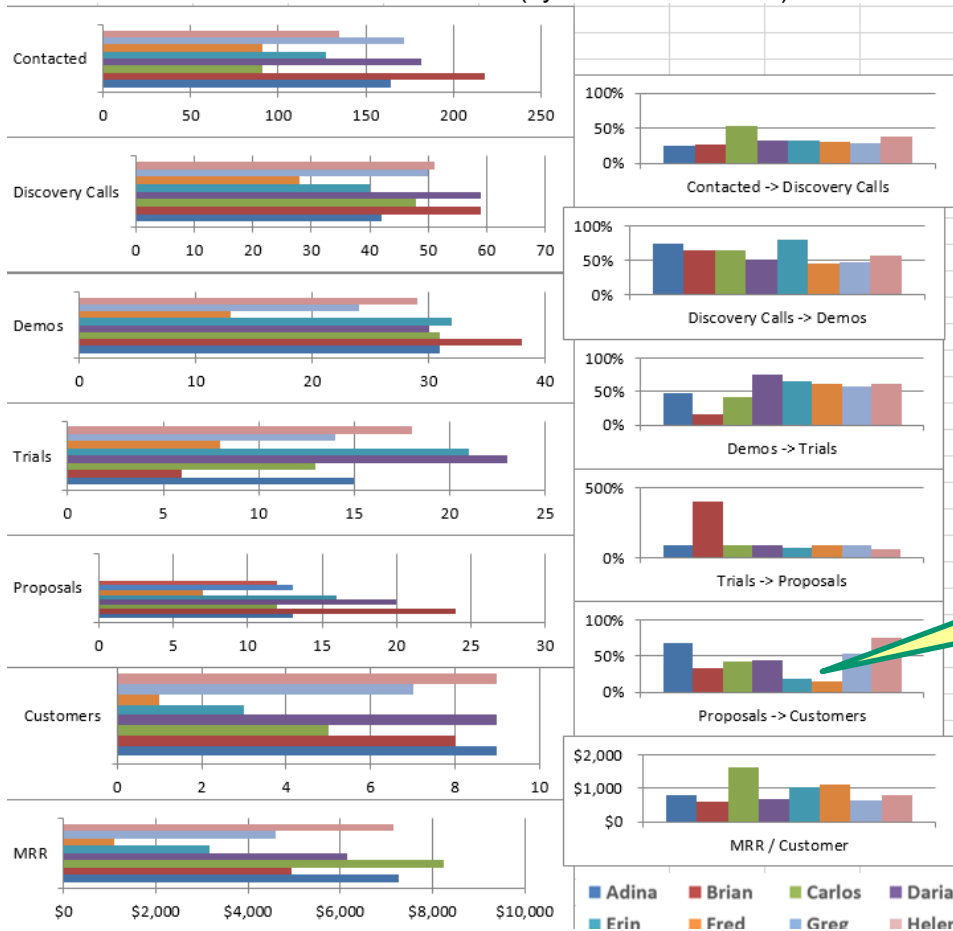 Contacted
0 50 100 150 200 250
Discovery Calls
0 10 20 30 40 50 60 70
Demos
0 10 20 30 40
Trials
0 5 10 15 20 25
Proposals
0 5 10 15 20 25 30
Customers
0 2 4 6 8 10
MRR
$0 $2,000 $4,000 $6,000 $8,000 $10,000
100%
50%
0%
Contacted -> Discovery Calls
100%
50%
0%
Discovery Calls -> Demos
100%
50%
0%
Demos -> Trials
500%
0%
Trials -> Proposals
100%
50%
0%
Proposals -> Customers
$2,000
$1,000
$0
MRR / Customer
Adina Brian Carlos Daria
Erin Fred Greg Helen